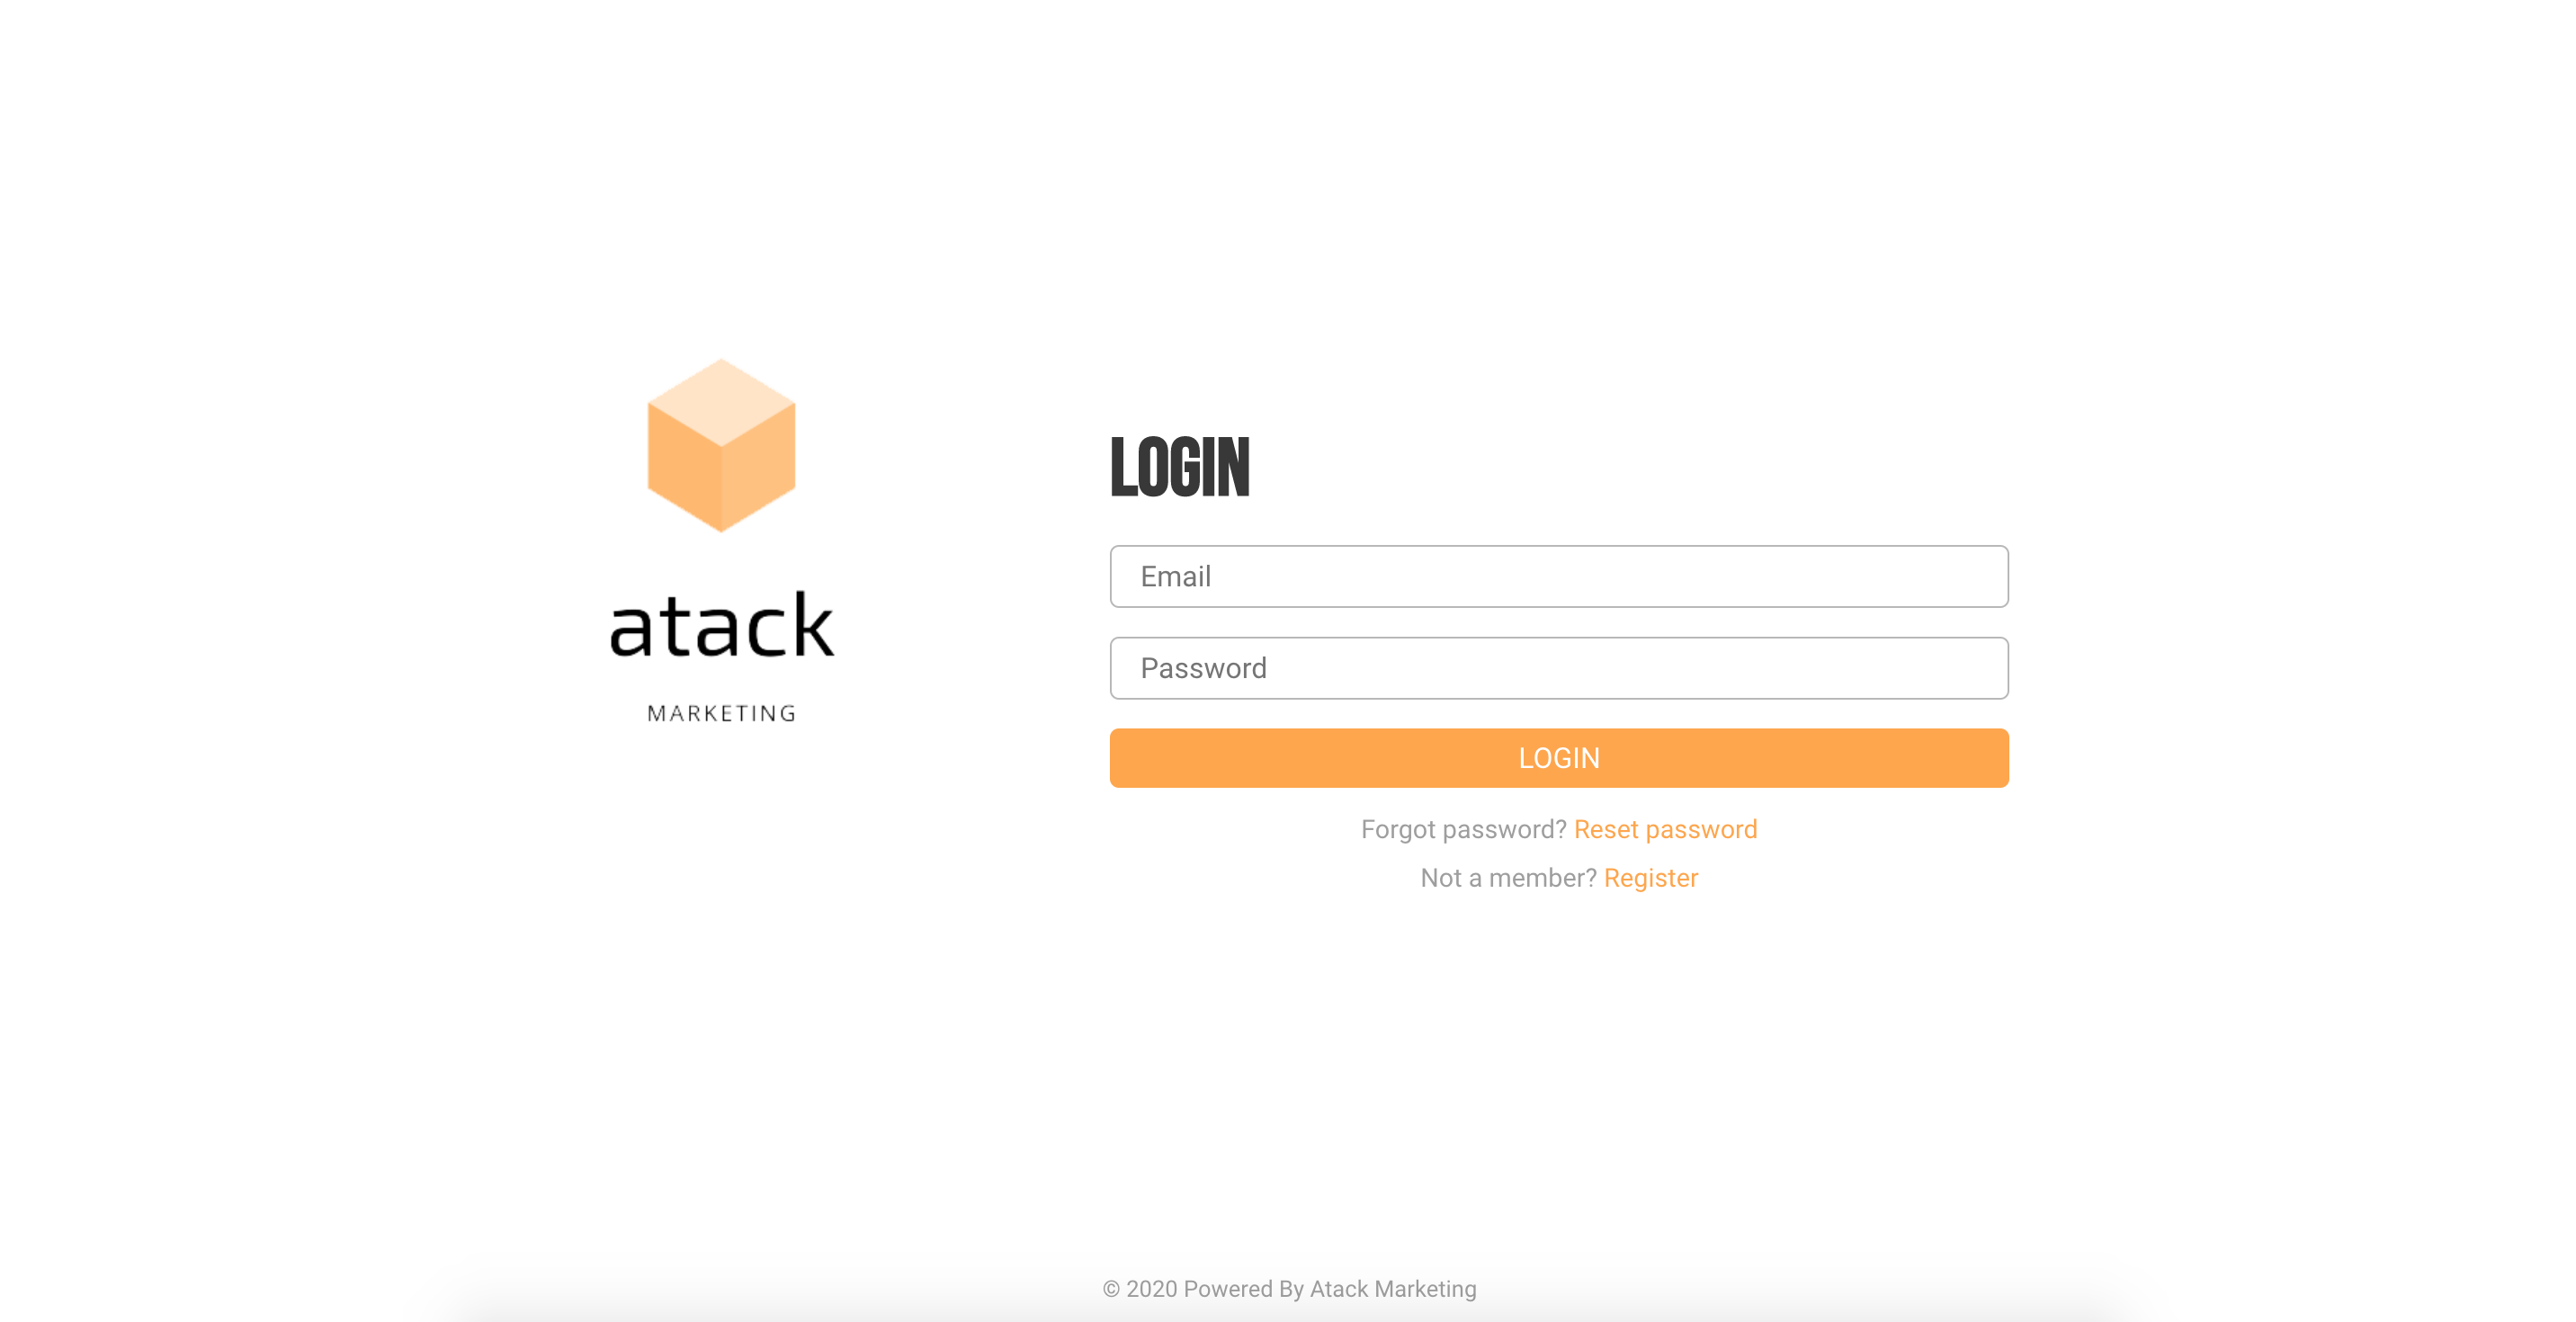 atack
MARKETING
LOGIN
Email
Password
LOGIN
Forgot password? Reset password
Not a member? Register
© 2020 Powered By Atack Marketing